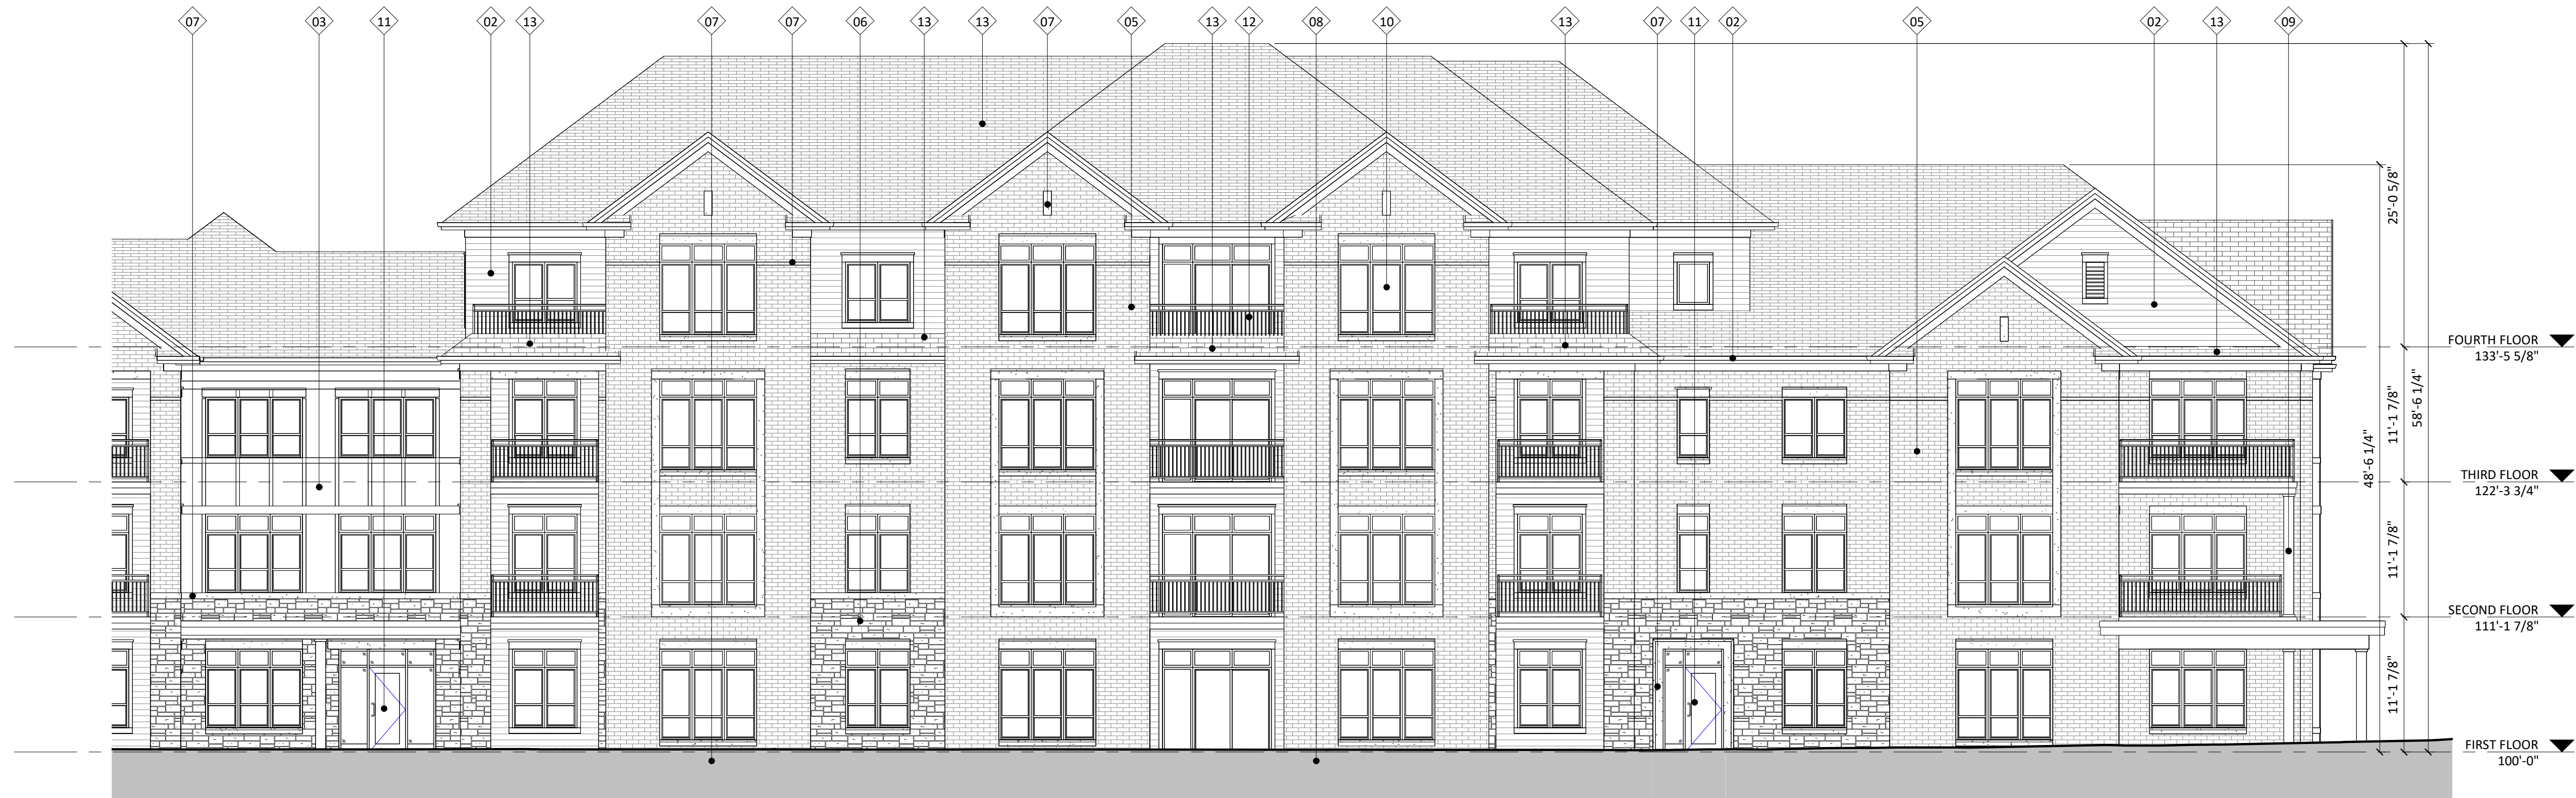 07 03 11 02 13 07 07 06 13 13 07 05 13 12 08 10 13 07 11 02 05 02 13 09
25'-0 5/8"
FOURTH FLOOR
133'-5 5/8"
11'-1 7/8"
58'-6 1/4"
48'-6 1/4"
THIRD FLOOR
122'-3 3/4"
11'-1 7/8"
SECOND FLOOR
111'-1 7/8"
11'-1 7/8"
FIRST FLOOR
100'-0"